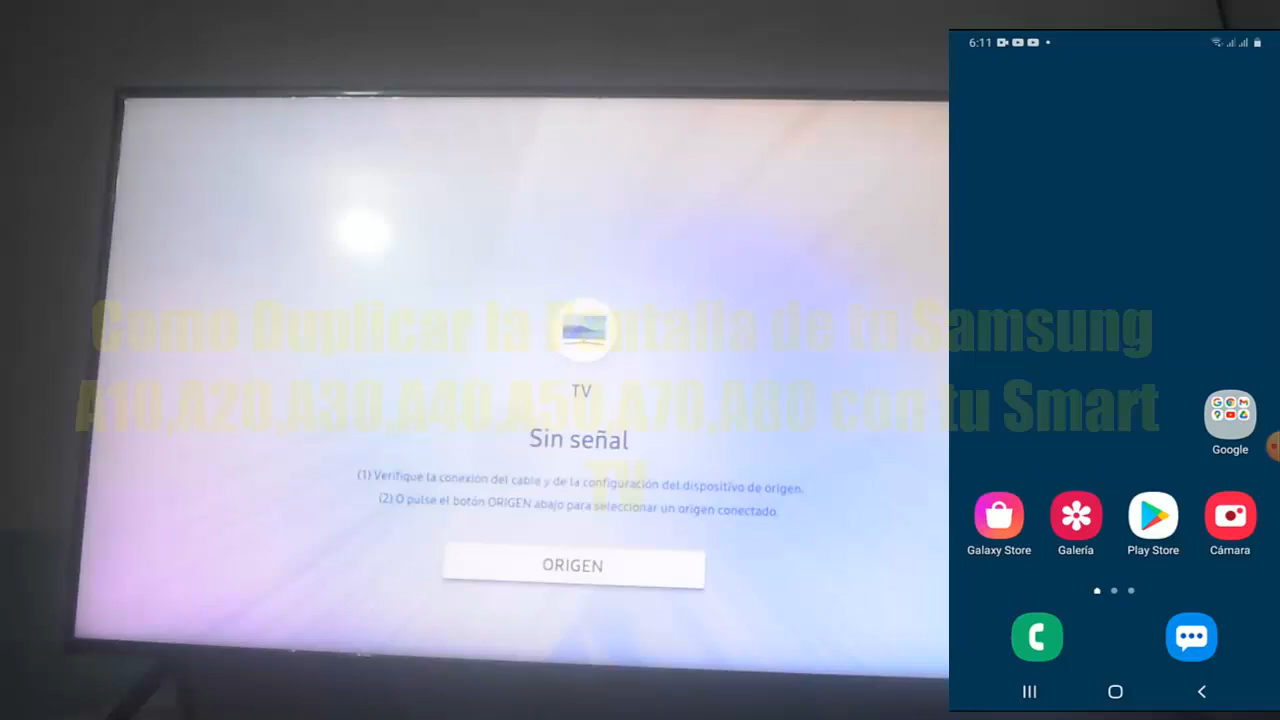 6:11
Como Duplicar la Pantalla de tu Samsung
A10,A20,A30,A40,A50,A70,A80 con tu Smart
TV
TV
Sin señal
(1) Verifique la conexión del cable y de la configuración del dispositivo de origen.
(2) O pulse el botón ORIGEN abajo para seleccionar un origen conectado.
ORIGEN
Google
Galaxy Store
Galería
Play Store
Cámara